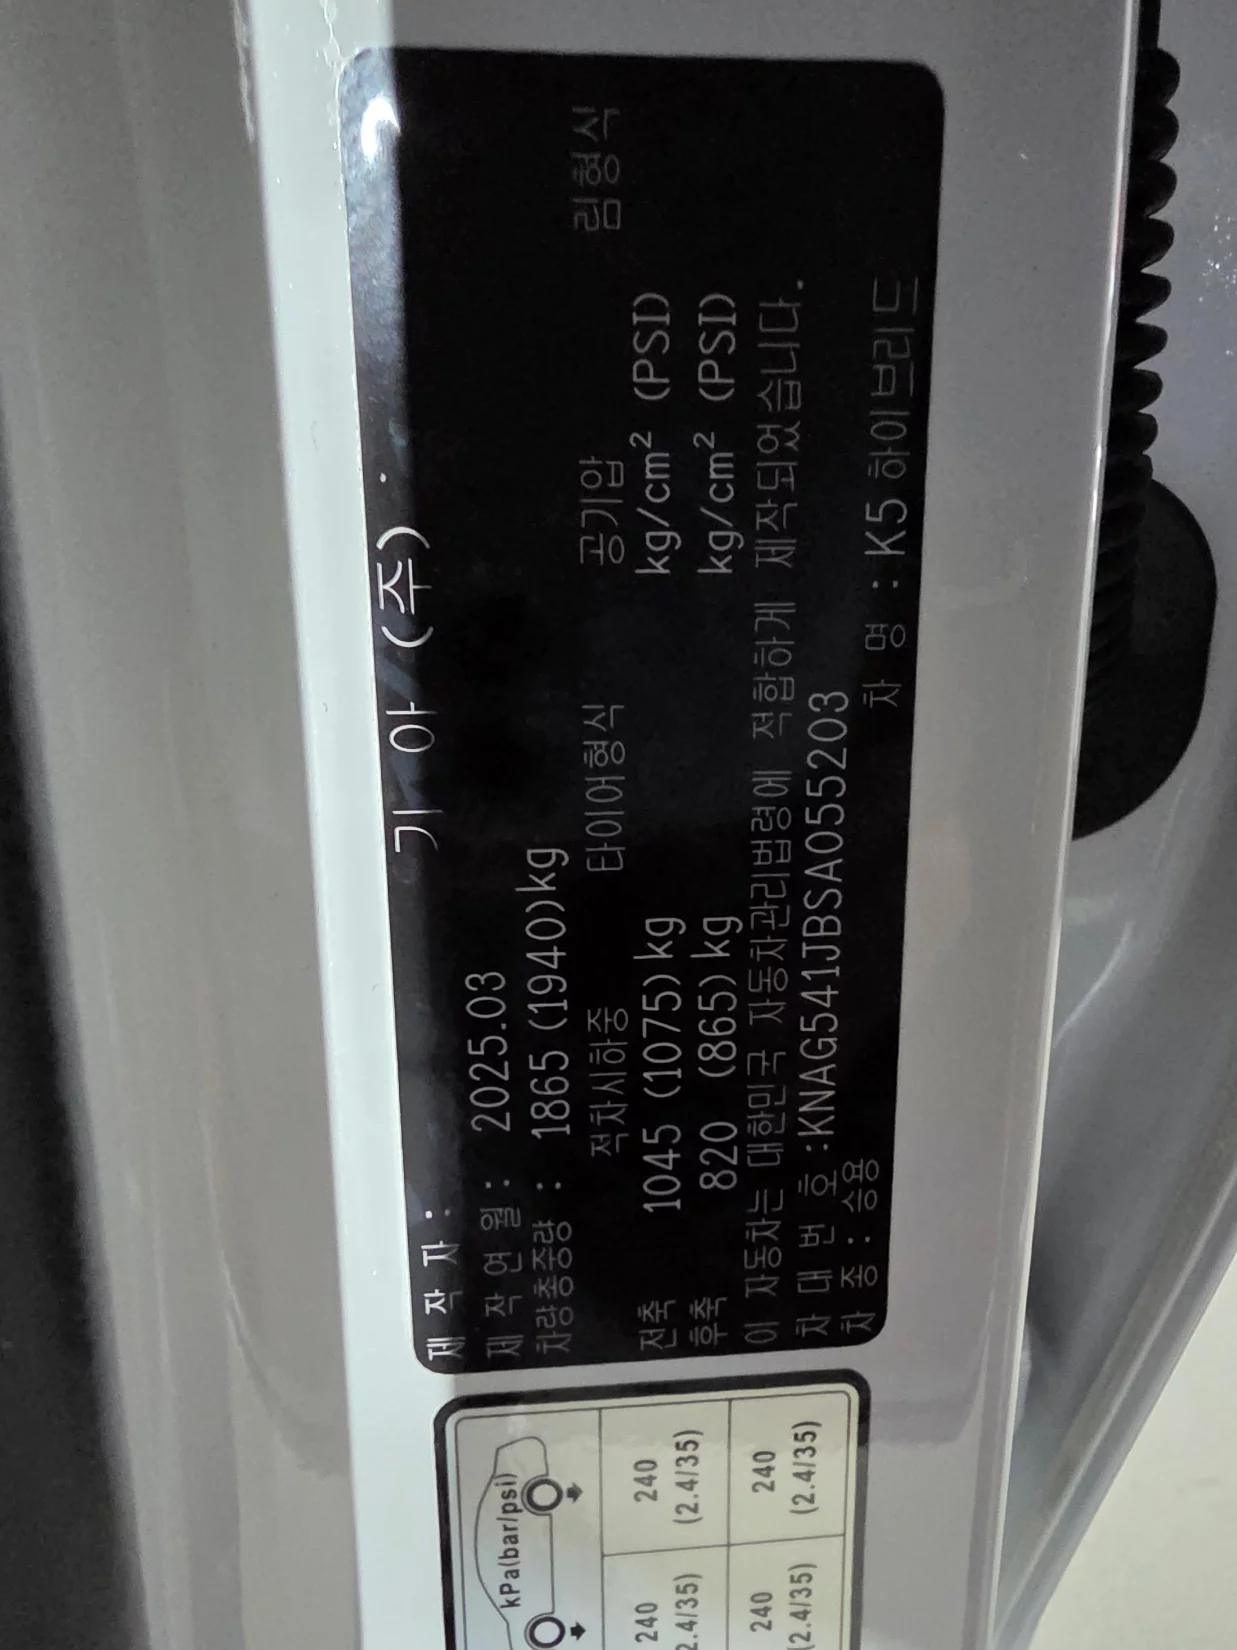 제 작 자 : 기 아 (주) .
제 작 연 월 : 2025.03
차량총중량 : 1865 (1940)kg
적차시하중 타이어형식 공기압 림형식
전축 1045 (1075)kg kg/cm² (PSI)
후축 820 (865)kg kg/cm² (PSI)
이 자동차는 대한민국 자동차관리법령에 적합하게 제작되었습니다.
차 대 번 호 :KNAG541JBSA055203
차 종 : 승용 차 명 : K5 하이브리드
kPa(bar/psi)
240 240
2.4/35) (2.4/35)
240 240
(2.4/35) (2.4/35)